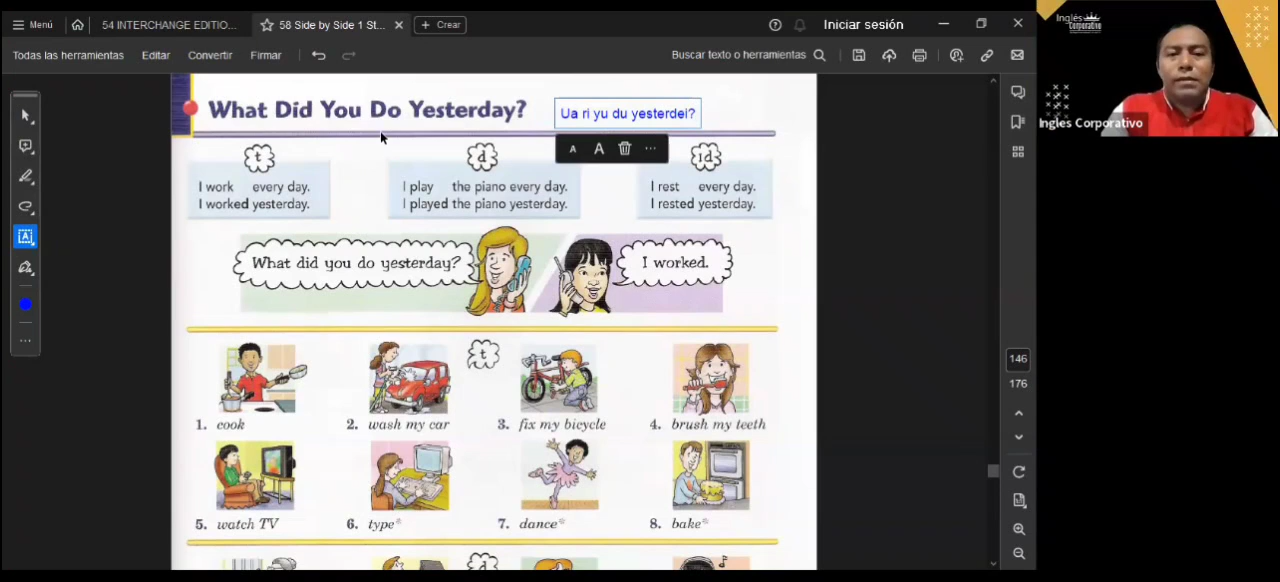 Menú
54 INTERCHANGE EDITIO...
58 Side by Side 1 St...
+ Crear
Iniciar sesión
Todas las herramientas
Editar
Convertir
Firmar
Buscar texto o herramientas
What Did You Do Yesterday?
Ua ri yu du yesterdei?
A A ...
t
I work every day.
I worked yesterday.
d
I play the piano every day.
I played the piano yesterday.
ɪd
I rest every day.
I rested yesterday.
What did you do yesterday?
I worked.
t
1. cook
2. wash my car
3. fix my bicycle
4. brush my teeth
5. watch TV
6. type*
7. dance*
8. bake*
d
146
176
Inglés
Corporativo
Ingles Corporativo